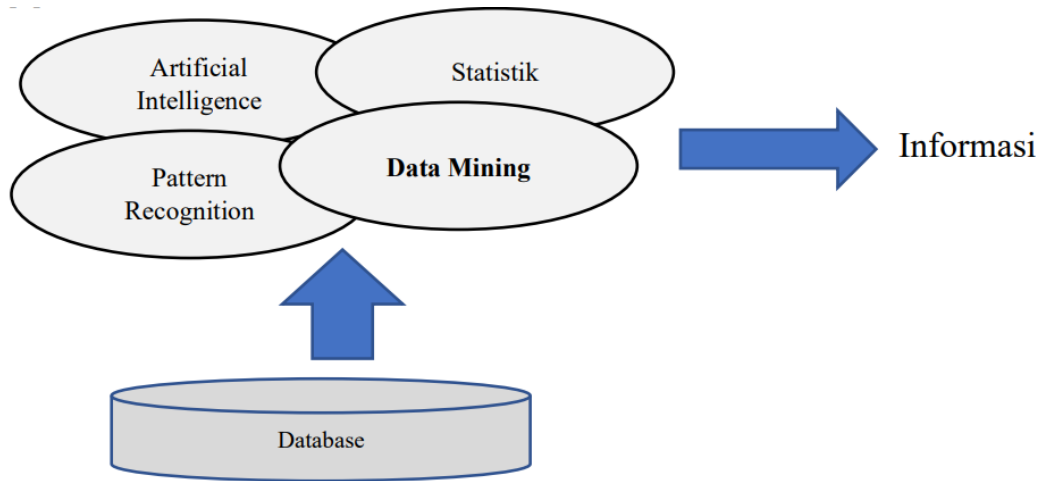 Artificial
Intelligence
Statistik
Pattern
Recognition
Data Mining
Informasi
Database